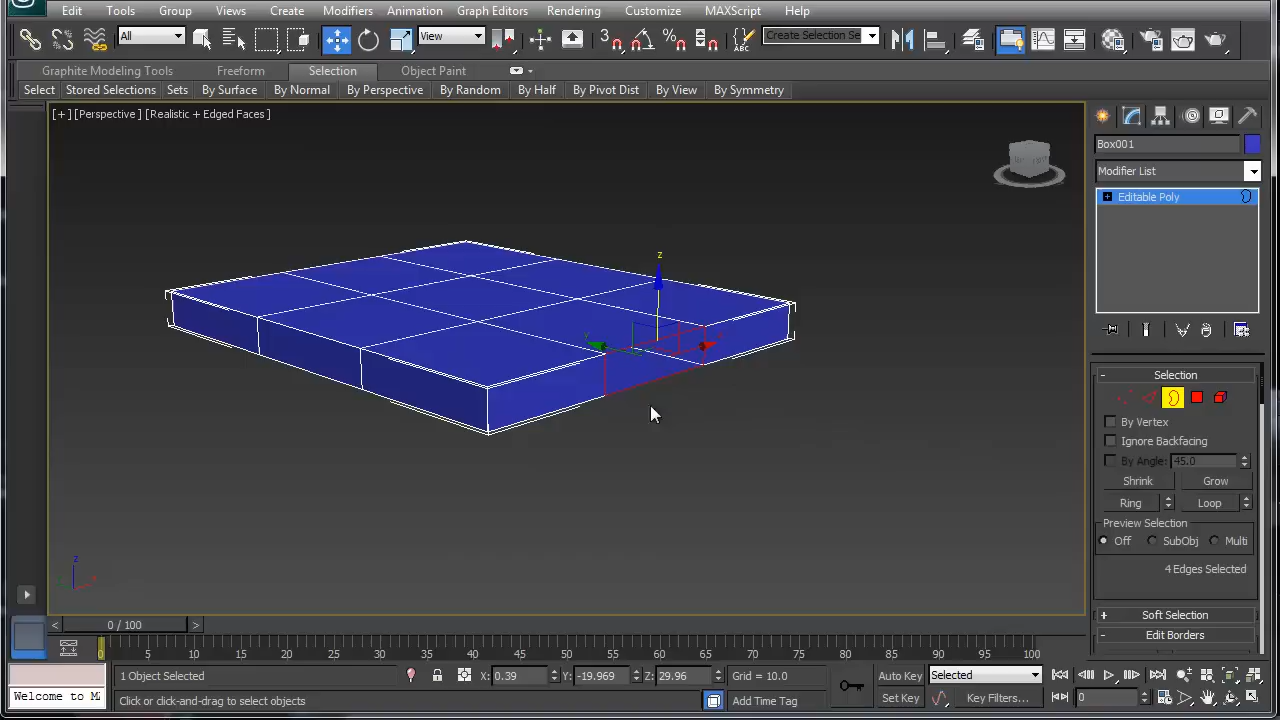 Edit Tools Group Views Create Modifiers Animation Graph Editors Rendering Customize MAXScript Help
All View 3 Create Selection Se
Graphite Modeling Tools Freeform Selection Object Paint
Select Stored Selections Sets By Surface By Normal By Perspective By Random By Half By Pivot Dist By View By Symmetry
[+] [Perspective] [Realistic + Edged Faces]
Box001
Modifier List
Editable Poly
z
Selection
By Vertex
Ignore Backfacing
By Angle: 45.0
Shrink Grow
Ring Loop
Preview Selection
Off SubObj Multi
4 Edges Selected
z
Soft Selection
Edit Borders
0 / 100
0 5 10 15 20 25 30 35 40 45 50 55 60 65 70 75 80 85 90 95 100
1 Object Selected X: 0.39 Y: -19.969 Z: 29.96 Grid = 10.0 Auto Key Selected
Welcome to M Click or click-and-drag to select objects Add Time Tag Set Key Key Filters... 0